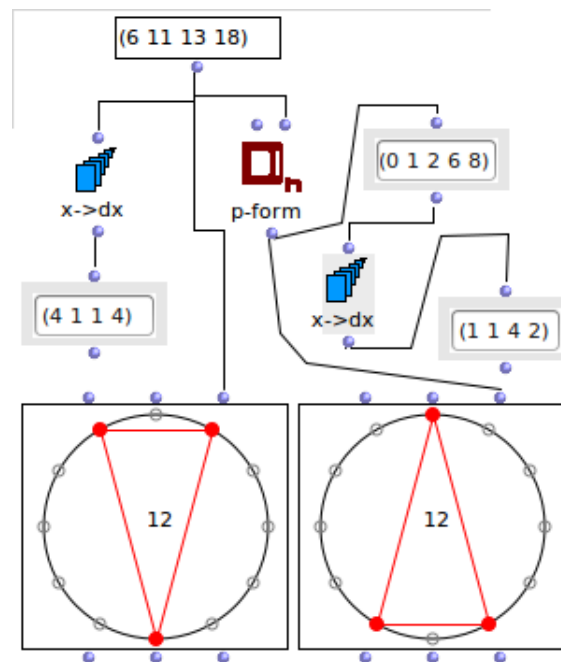 (6 11 13 18)
(0 1 2 6 8)
x->dx
p-form
n
x->dx
(4 1 1 4)
(1 1 4 2)
12
12